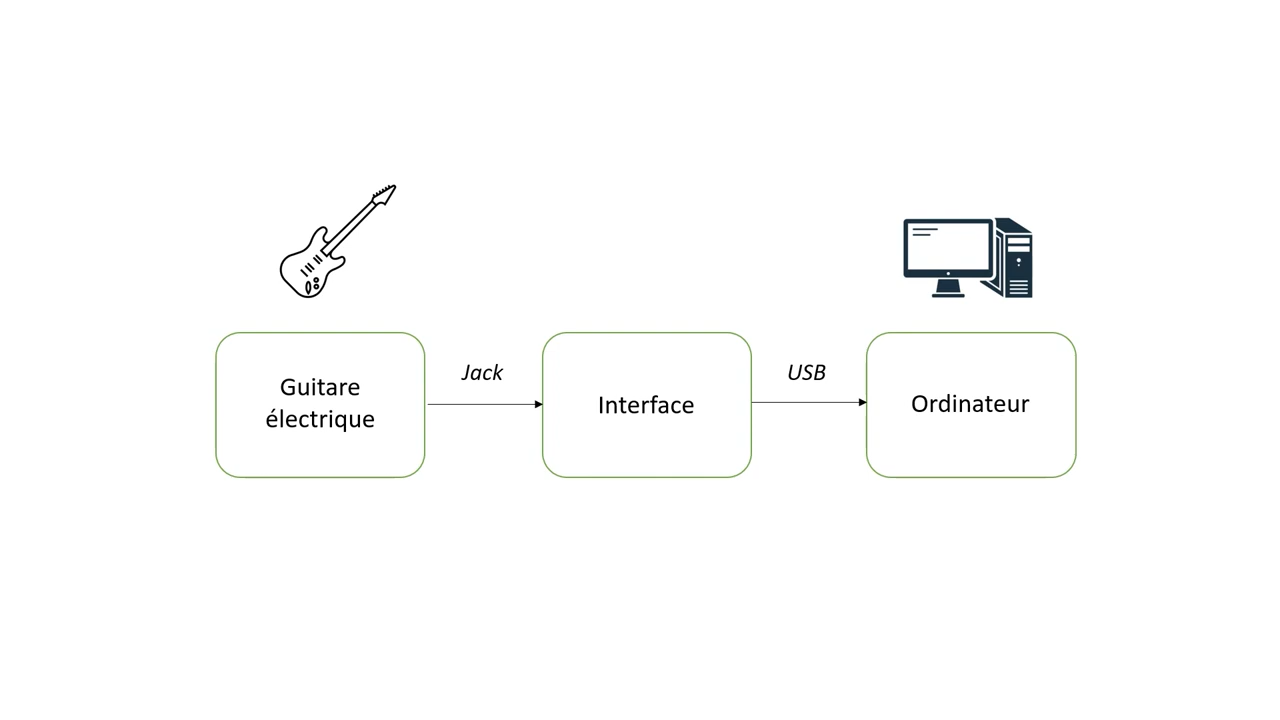 Guitare
électrique
Jack
Interface
USB
Ordinateur